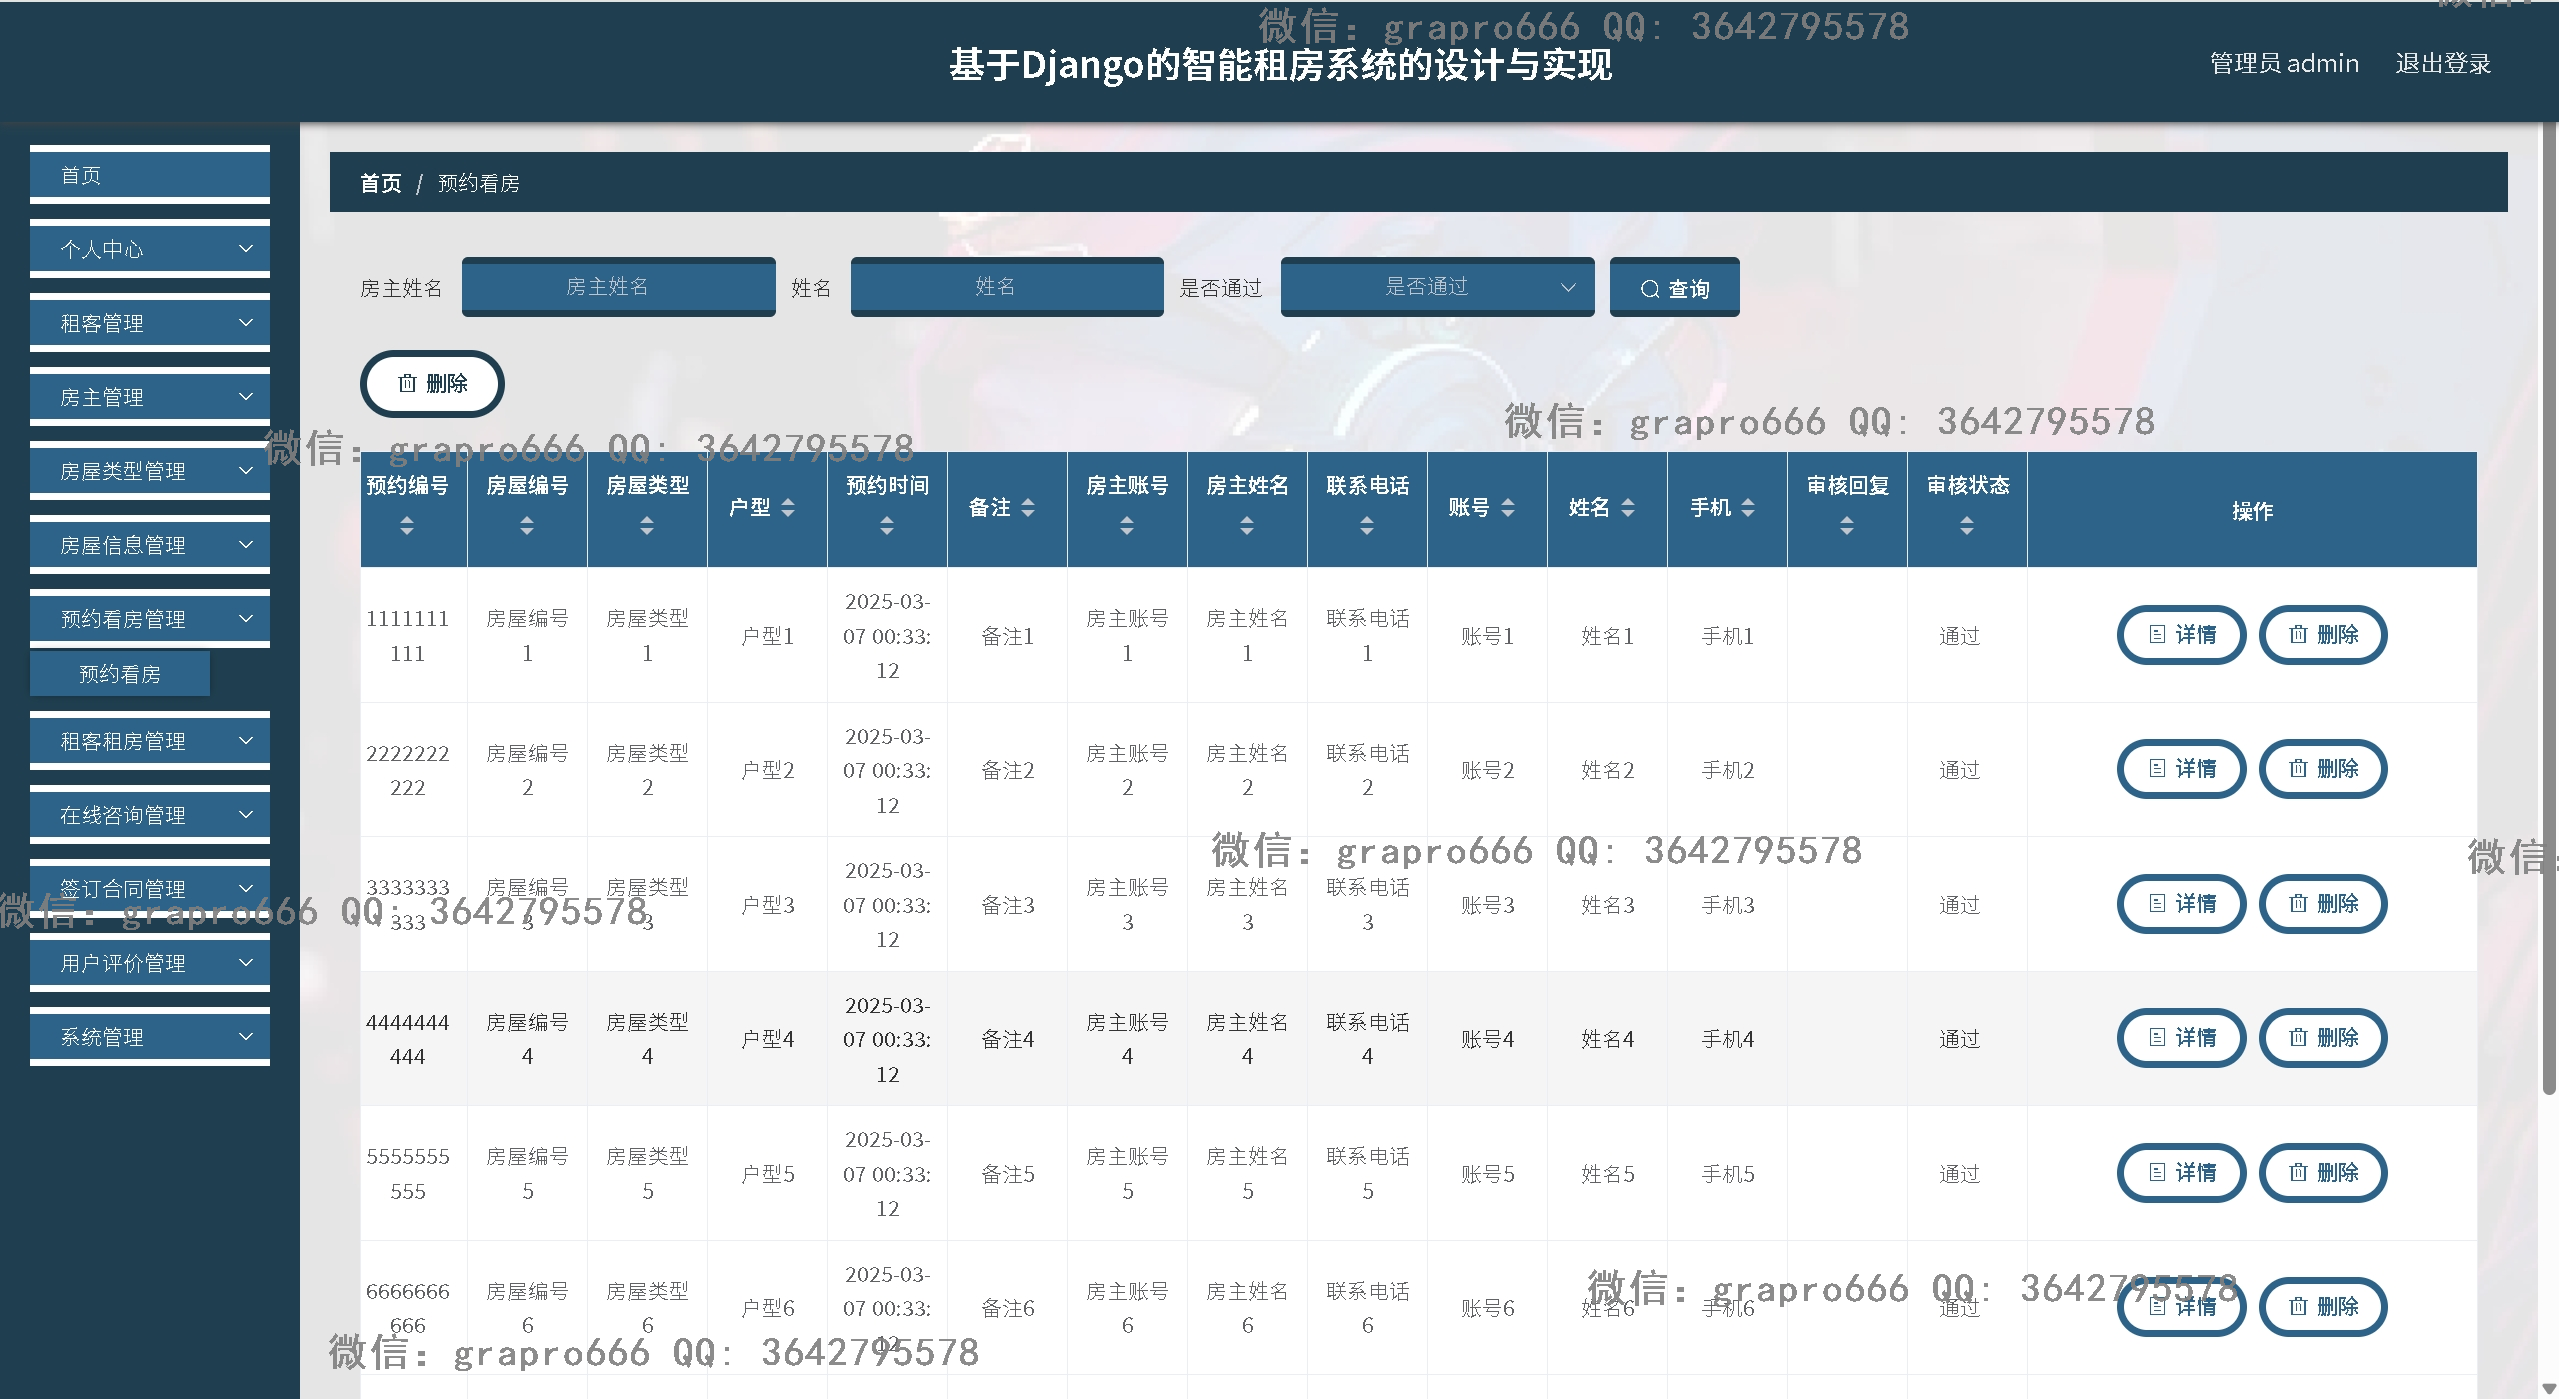 微信: grapro666 QQ: 3642795578
基于Django的智能租房系统的设计与实现
管理员 admin 退出登录
首页
个人中心
租客管理
房主管理
房屋类型管理
房屋信息管理
预约看房管理
预约看房
租客租房管理
在线咨询管理
签订合同管理
用户评价管理
系统管理
首页 / 预约看房
房主姓名 房主姓名 姓名 姓名 是否通过 是否通过 查询
删除
微信: grapro666 QQ: 3642795578
微信: grapro666 QQ: 3642795578
预约编号 房屋编号 房屋类型 户型 预约时间 备注 房主账号 房主姓名 联系电话 账号 姓名 手机 审核回复 审核状态 操作
1111111111 房屋编号1 房屋类型1 户型1 2025-03-07 00:33:12 备注1 房主账号1 房主姓名1 联系电话1 账号1 姓名1 手机1 通过 详情 删除
2222222222 房屋编号2 房屋类型2 户型2 2025-03-07 00:33:12 备注2 房主账号2 房主姓名2 联系电话2 账号2 姓名2 手机2 通过 详情 删除
微信: grapro666 QQ: 3642795578
微信:
3333333333 房屋编号3 房屋类型3 户型3 2025-03-07 00:33:12 备注3 房主账号3 房主姓名3 联系电话3 账号3 姓名3 手机3 通过 详情 删除
微信: grapro666 QQ: 3642795578
4444444444 房屋编号4 房屋类型4 户型4 2025-03-07 00:33:12 备注4 房主账号4 房主姓名4 联系电话4 账号4 姓名4 手机4 通过 详情 删除
5555555555 房屋编号5 房屋类型5 户型5 2025-03-07 00:33:12 备注5 房主账号5 房主姓名5 联系电话5 账号5 姓名5 手机5 通过 详情 删除
6666666666 房屋编号6 房屋类型6 户型6 2025-03-07 00:33:12 备注6 房主账号6 房主姓名6 联系电话6 账号6 姓名6 手机6 通过 详情 删除
微信: grapro666 QQ: 3642795578
微信: grapro666 QQ: 3642795578